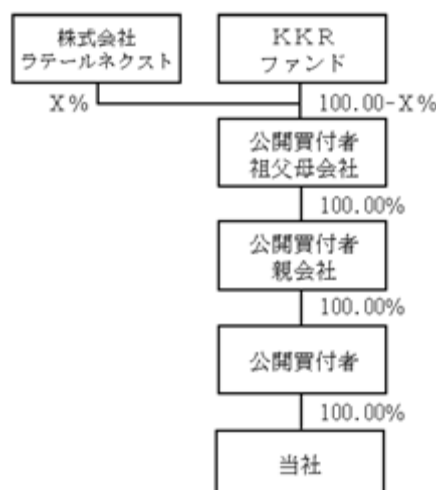 株式会社
ラテールネクスト
ＫＫＲ
ファンド
X%
100.00-X%
公開買付者
祖父母会社
100.00%
公開買付者
親会社
100.00%
公開買付者
100.00%
当社